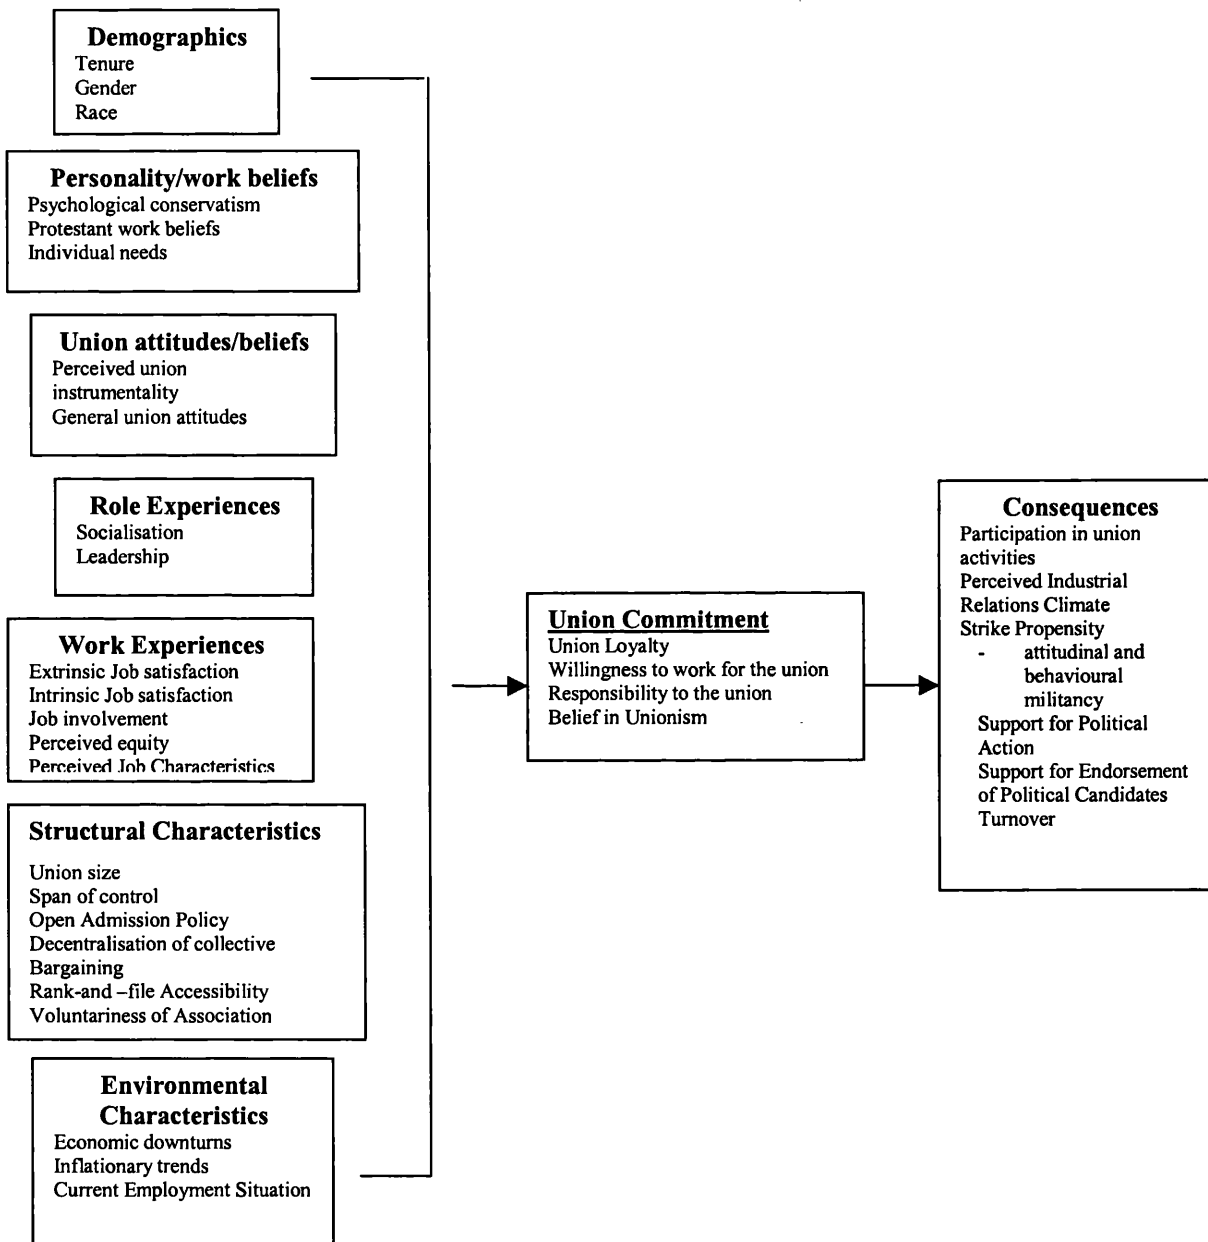 Demographics
Tenure
Gender
Race
Personality/work beliefs
Psychological conservatism
Protestant work beliefs
Individual needs
Union attitudes/beliefs
Perceived union
instrumentality
General union attitudes
Role Experiences
Socialisation
Leadership
Work Experiences
Extrinsic Job satisfaction
Intrinsic Job satisfaction
Job involvement
Perceived equity
Perceived Job Characteristics
Structural Characteristics
Union size
Span of control
Open Admission Policy
Decentralisation of collective
Bargaining
Rank-and –file Accessibility
Voluntariness of Association
Environmental
Characteristics
Economic downturns
Inflationary trends
Current Employment Situation
Union Commitment
Union Loyalty
Willingness to work for the union
Responsibility to the union
Belief in Unionism
Consequences
Participation in union
activities
Perceived Industrial
Relations Climate
Strike Propensity
- attitudinal and
behavioural
militancy
Support for Political
Action
Support for Endorsement
of Political Candidates
Turnover